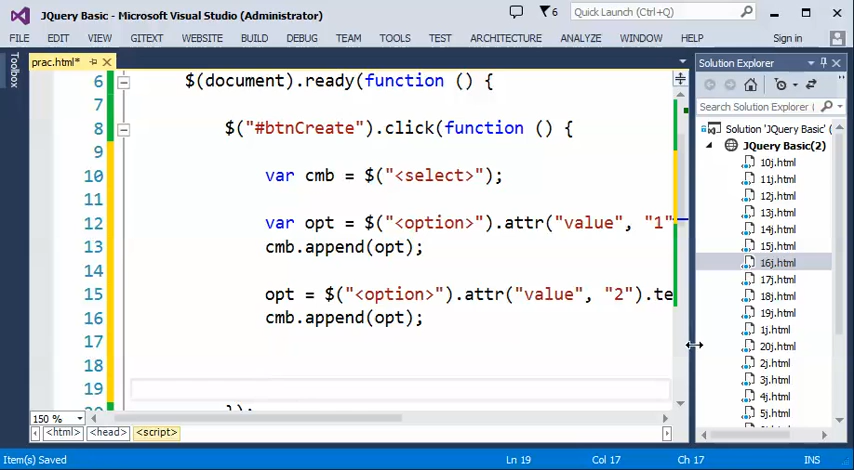 JQuery Basic - Microsoft Visual Studio (Administrator)
6
Quick Launch (Ctrl+Q)
FILE EDIT VIEW GITEXT WEBSITE BUILD DEBUG TEAM TOOLS TEST ARCHITECTURE ANALYZE WINDOW HELP Sign in
Toolbox
prac.html*
6 $(document).ready(function () {
7
8 $("#btnCreate").click(function () {
9
10 var cmb = $("<select>");
11
12 var opt = $("<option>").attr("value", "1"
13 cmb.append(opt);
14
15 opt = $("<option>").attr("value", "2").te
16 cmb.append(opt);
17
18
19
});
150 %
<html> <head> <script>
Solution Explorer
Search Solution Explorer
Solution 'JQuery Basic'
JQuery Basic(2)
10j.html
11j.html
12j.html
13j.html
14j.html
15j.html
16j.html
17j.html
18j.html
19j.html
1j.html
20j.html
2j.html
3j.html
4j.html
5j.html
Item(s) Saved Ln 19 Col 17 Ch 17 INS